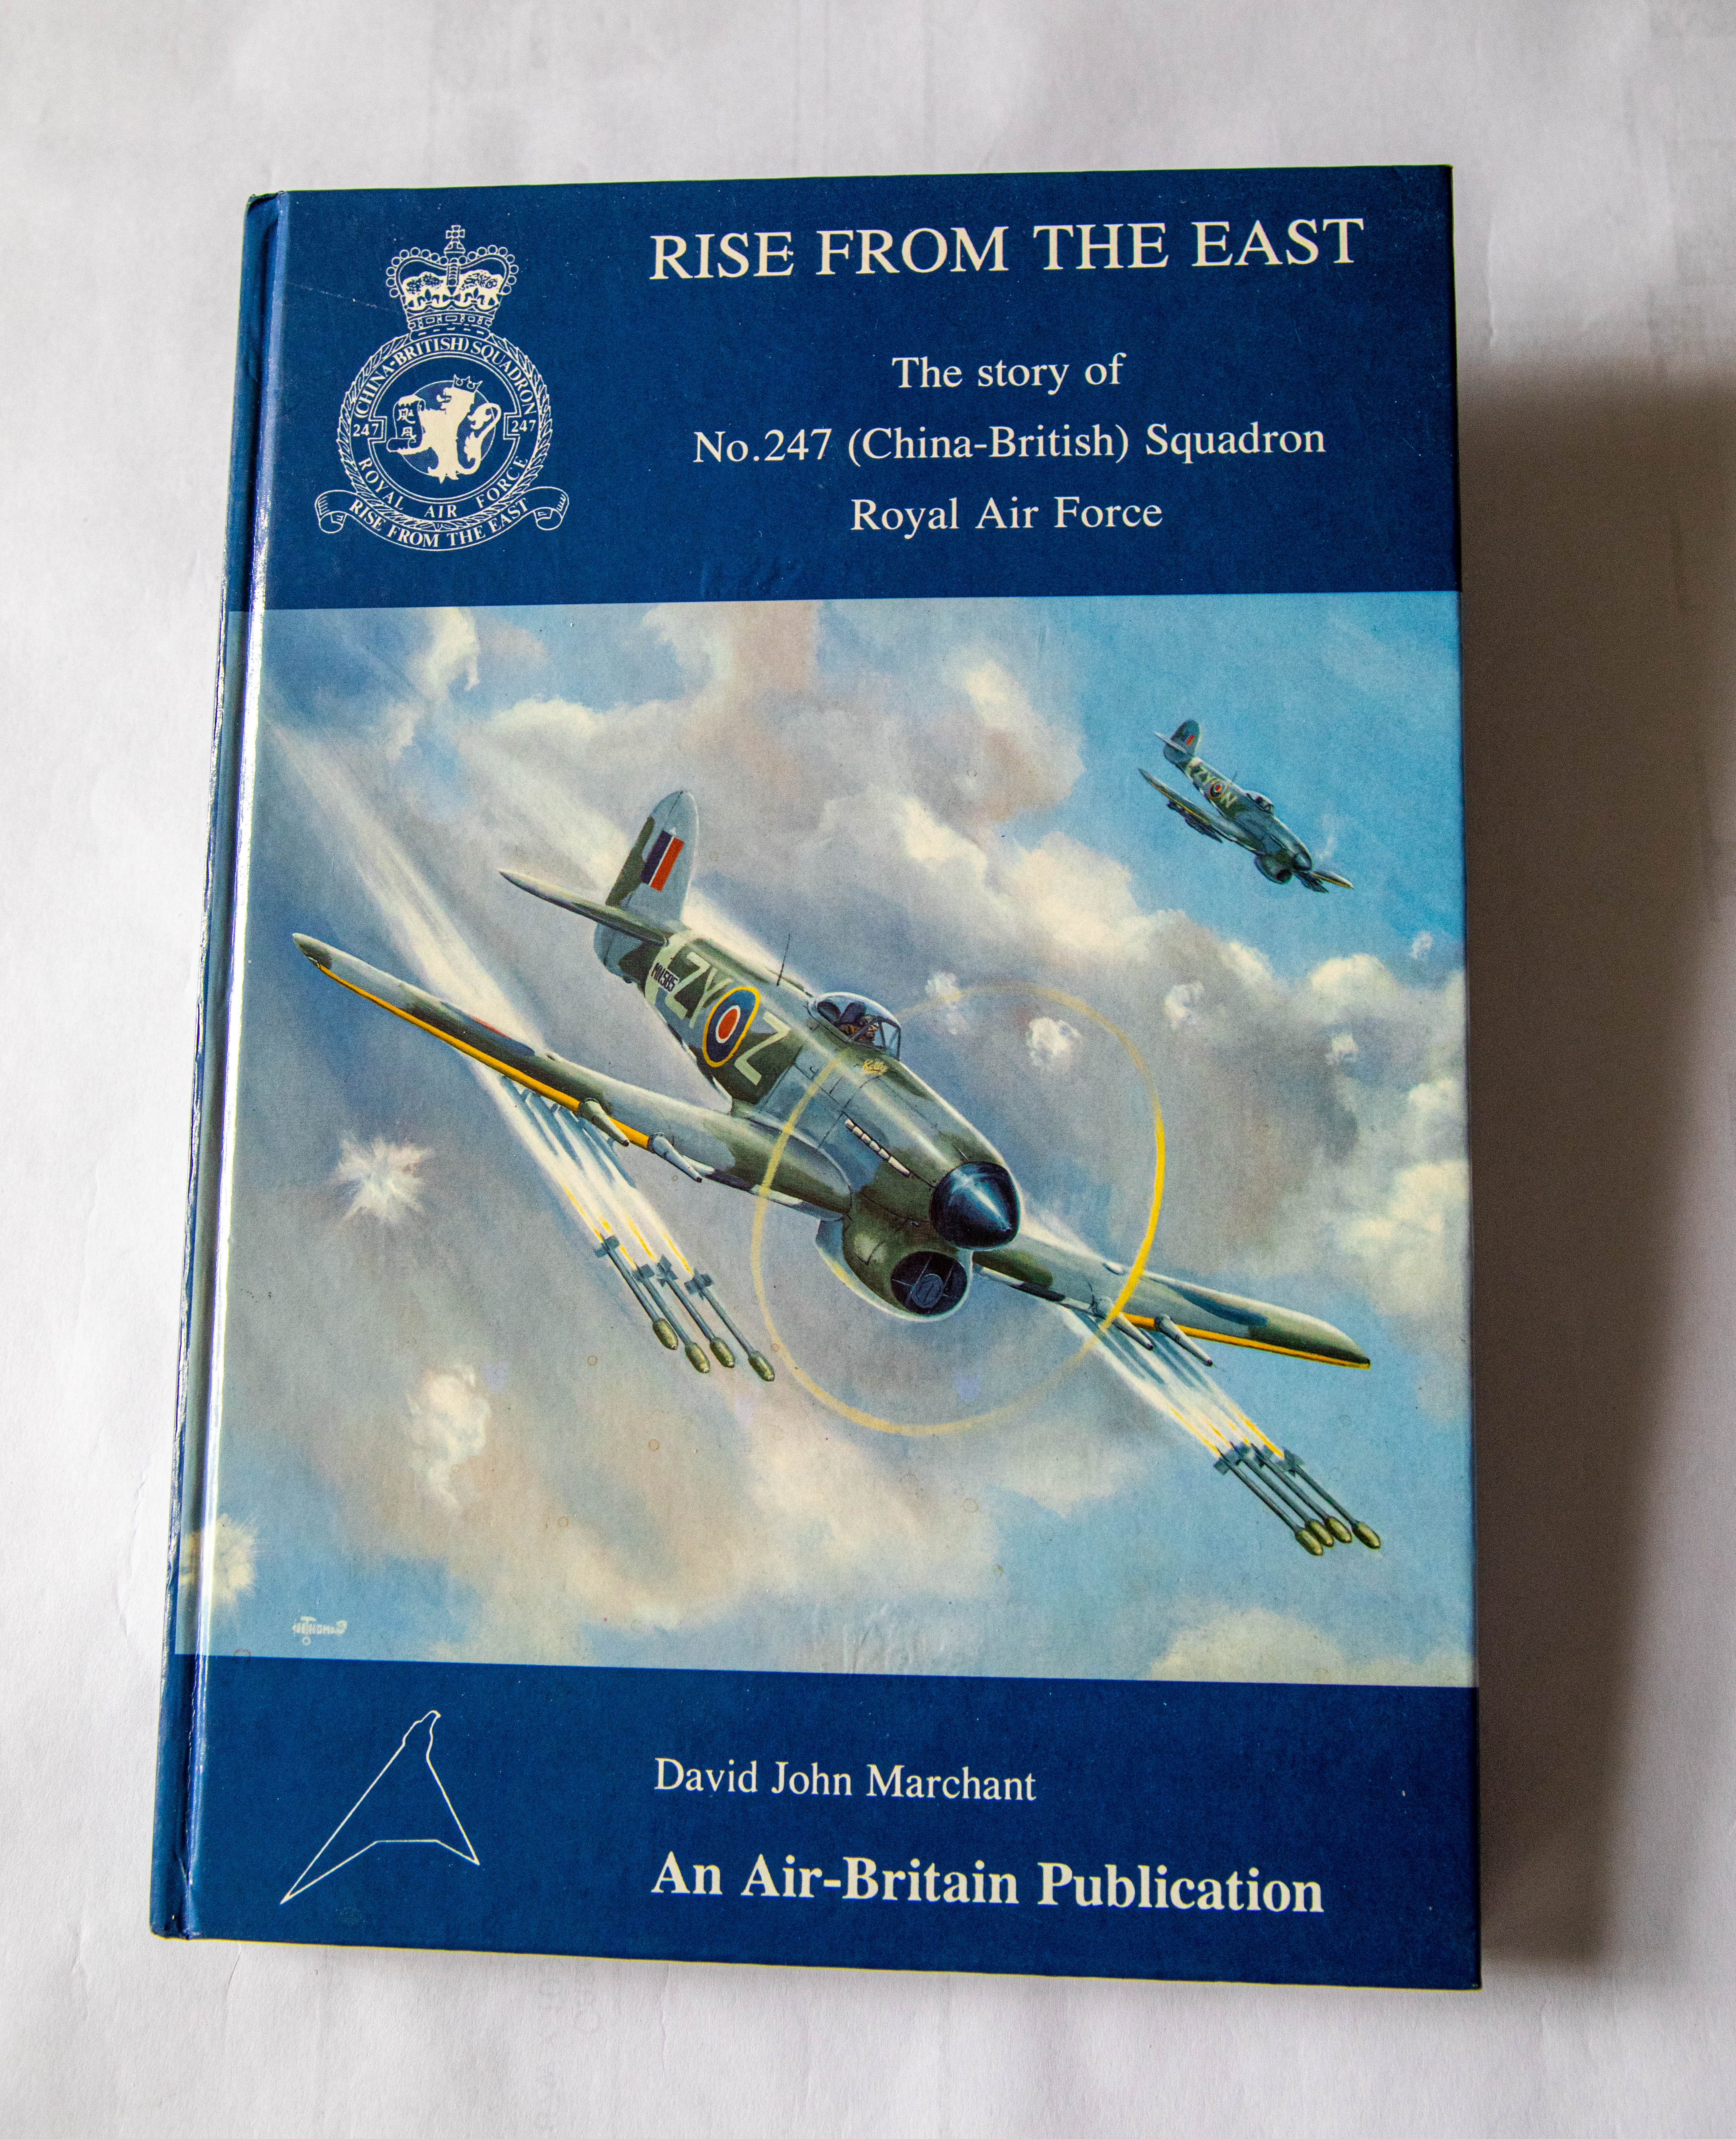 RISE FROM THE EAST
The story of
No.247 (China-British) Squadron
Royal Air Force
(CHINA-BRITISH) SQUADRON
247
247
ROYAL AIR FORCE
RISE FROM THE EAST
ZY N
ZY Z
David John Marchant
An Air-Britain Publication